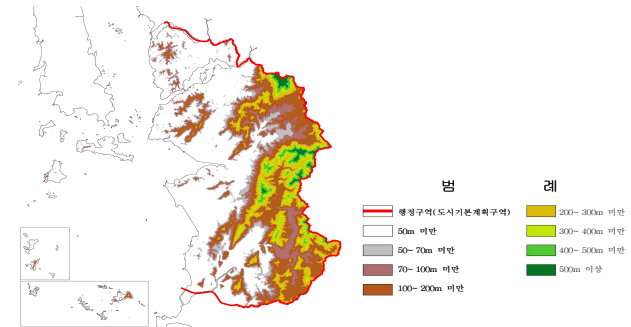 범 례
행정구역(도시기본계획구역)
50m 미만
50~ 70m 미만
70~ 100m 미만
100~ 200m 미만
200~ 300m 미만
300~ 400m 미만
400~ 500m 미만
500m 이상